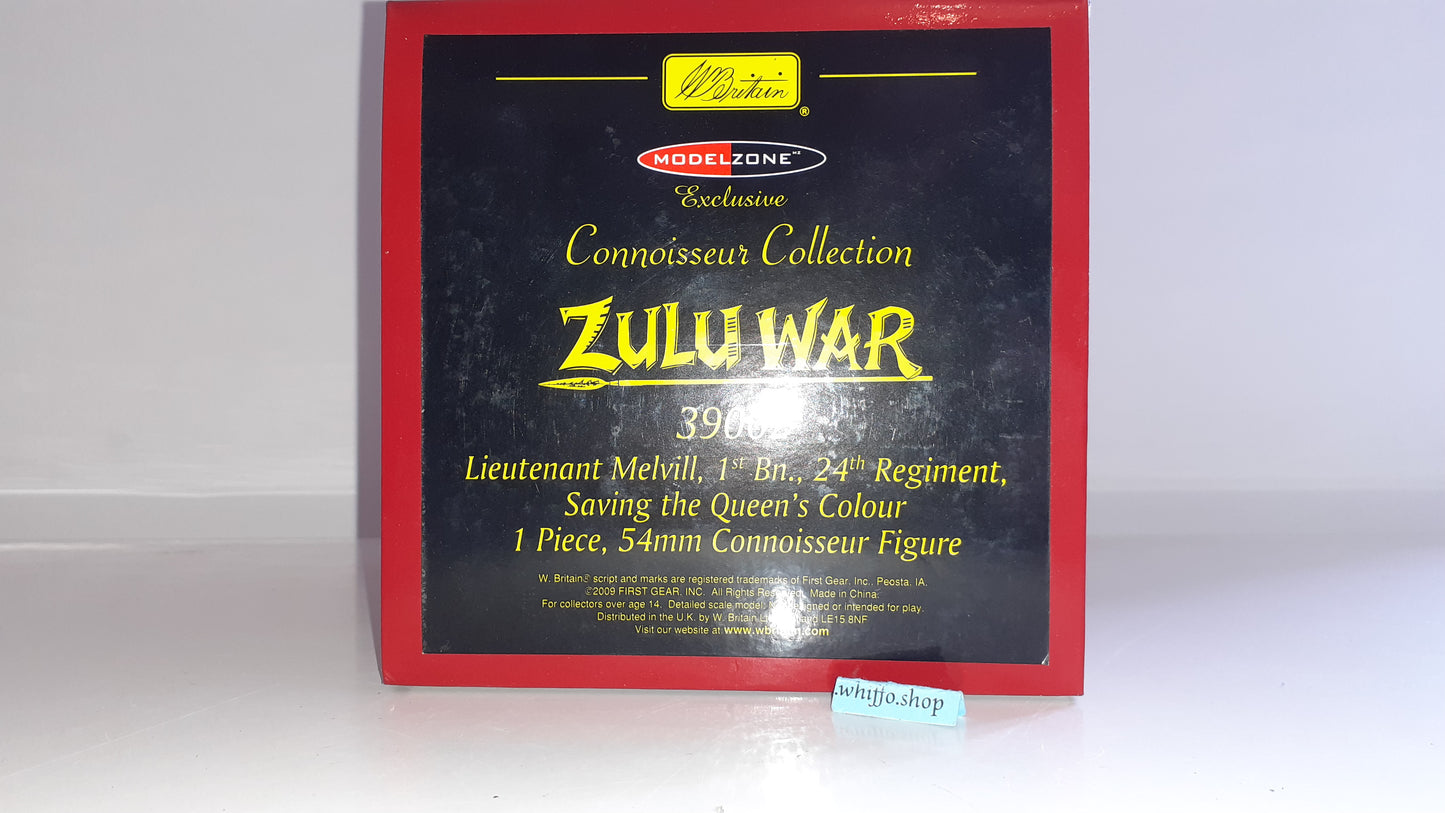 W Britain ®
MODELZONE MZ
Exclusive
Connoisseur Collection
ZULU WAR
Lieutenant Melvill, 1st Bn., 24th Regiment,
Saving the Queen's Colour
1 Piece, 54mm Connoisseur Figure
W. Britain® script and marks are registered trademarks of First Gear, Inc., Peosta, IA.
©2009 FIRST GEAR, INC. All Rights Made in China.
For collectors over age 14. Detailed scale model. or intended for play.
Distributed in the U.K. by W. Britain LE15 8NF
Visit our website at
.whiffo.shop